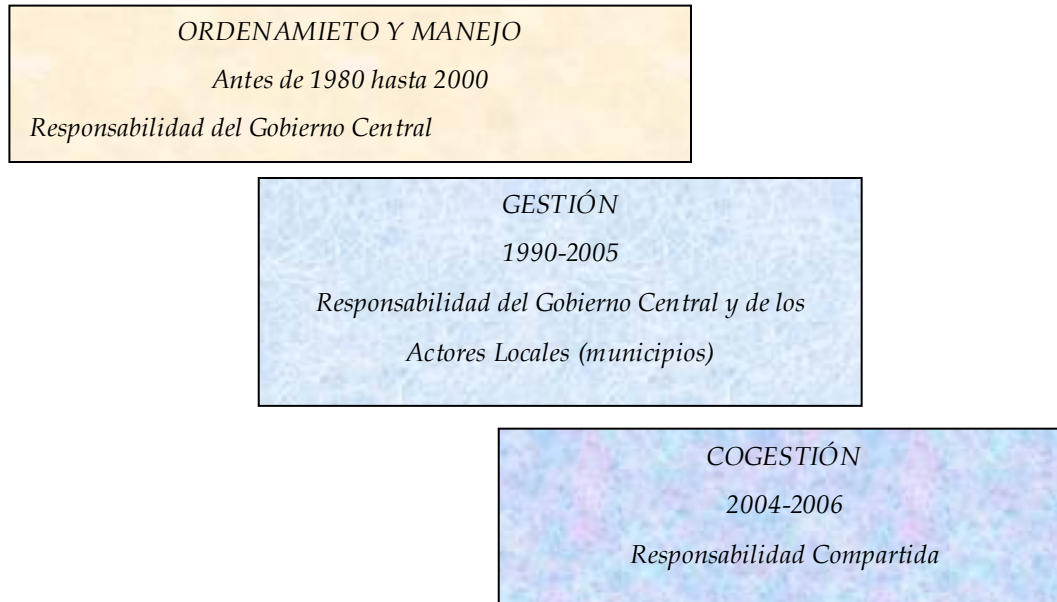 ORDENAMIETO Y MANEJO
Antes de 1980 hasta 2000
Responsabilidad del Gobierno Central
GESTIÓN
1990-2005
Responsabilidad del Gobierno Central y de los
Actores Locales (municipios)
COGESTIÓN
2004-2006
Responsabilidad Compartida